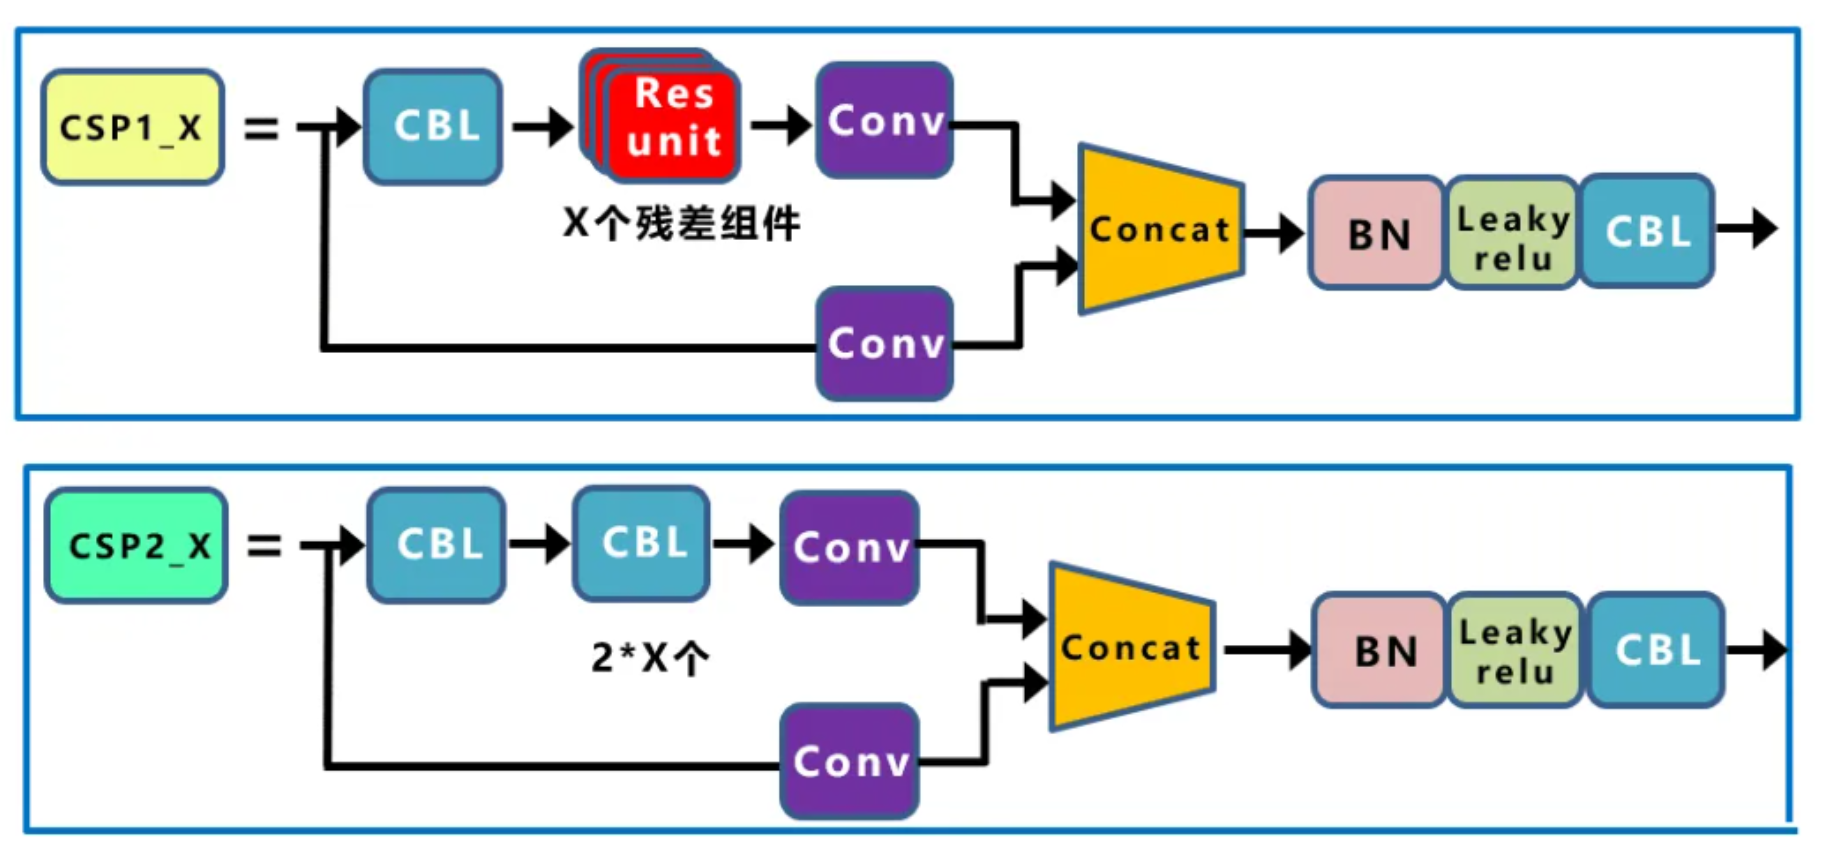 CSP1_X
=
CBL
Res
unit
Conv
X个残差组件
Concat
BN
Leaky
relu
CBL
Conv
CSP2_X
=
CBL
CBL
Conv
2*X个
Concat
BN
Leaky
relu
CBL
Conv